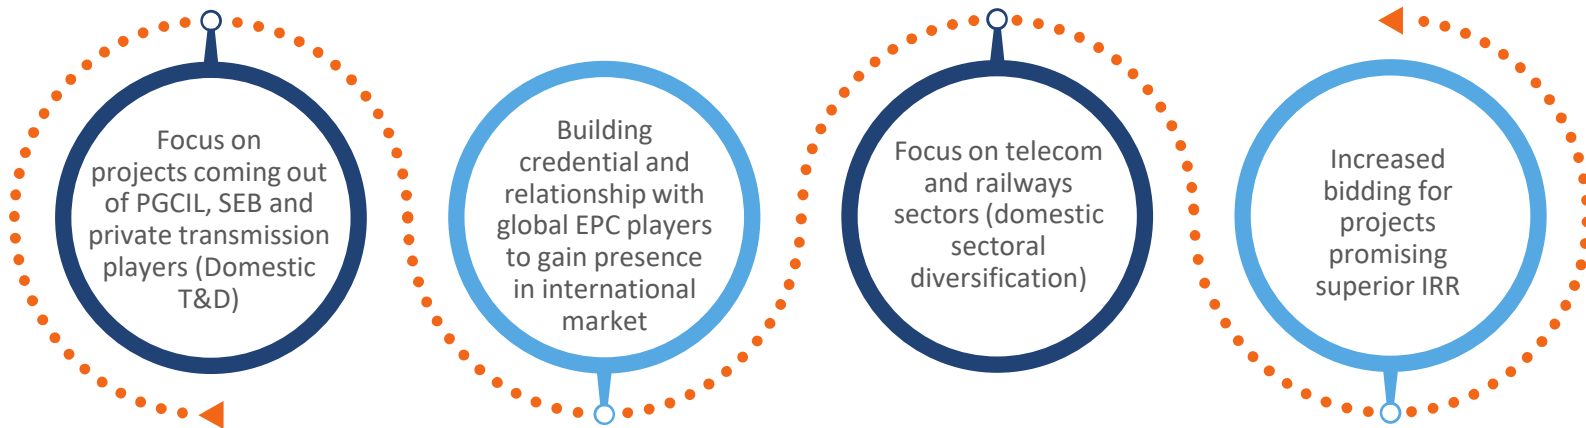 Focus on
projects coming out
of PGCIL, SEB and
private transmission
players (Domestic
T&D)
Building
credential and
relationship with
global EPC players
to gain presence
in international
market
Focus on telecom
and railways
sectors (domestic
sectoral
diversification)
Increased
bidding for
projects
promising
superior IRR